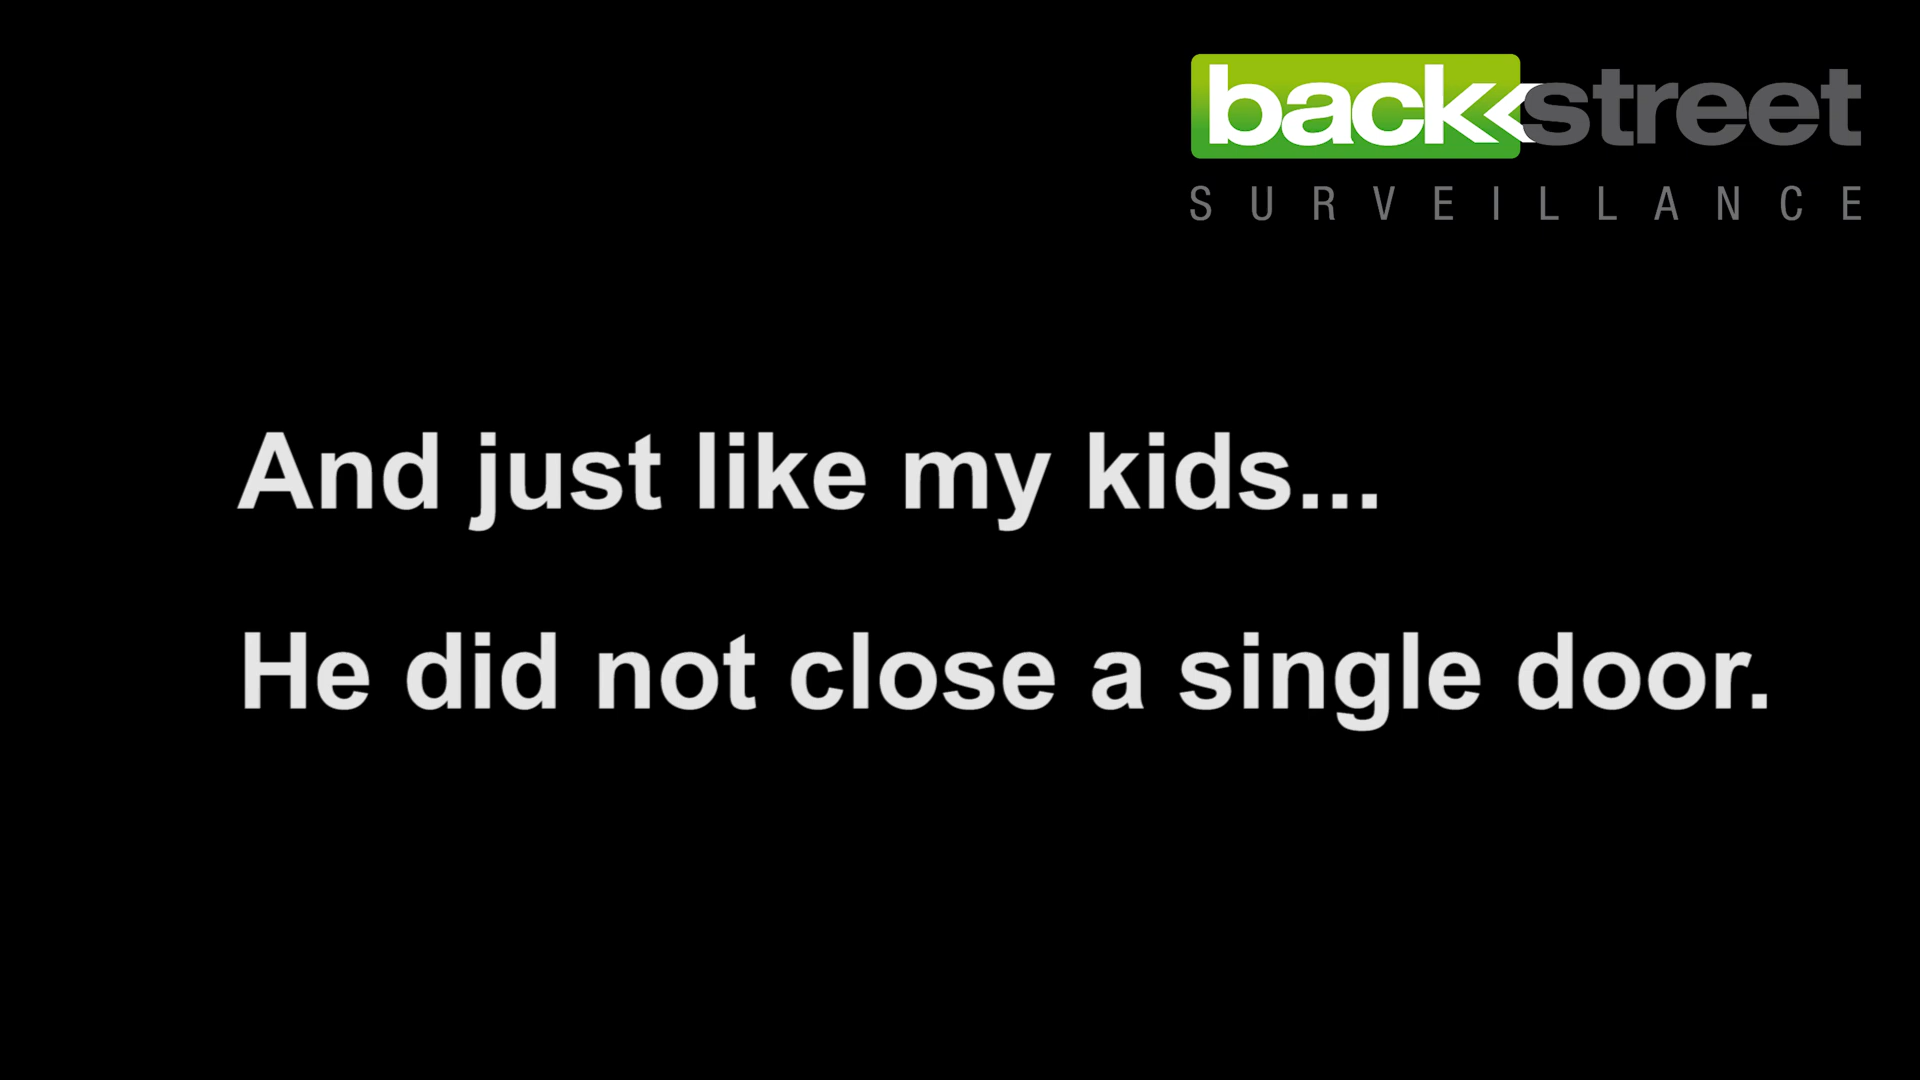 backstreet
SURVEILLANCE
And just like my kids...
He did not close a single door.